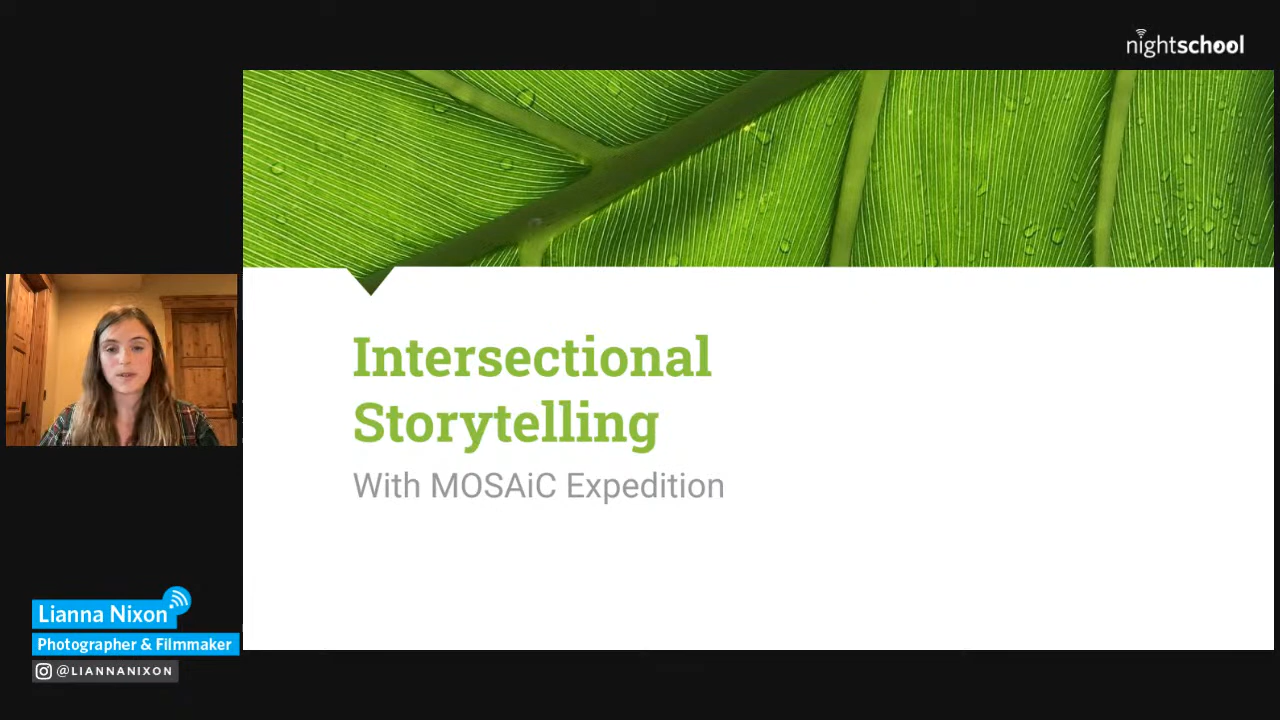 nightschool
Intersectional
Storytelling
With MOSAiC Expedition
Lianna Nixon
Photographer & Filmmaker
@LIANNANIXON